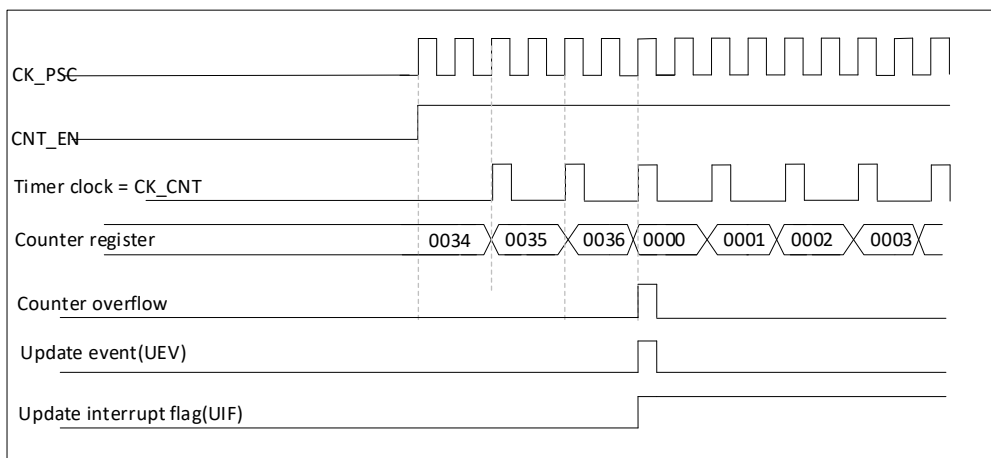 CK_PSC
CNT_EN
Timer clock = CK_CNT
Counter register
0034 0035 0036 0000 0001 0002 0003
Counter overflow
Update event(UEV)
Update interrupt flag(UIF)